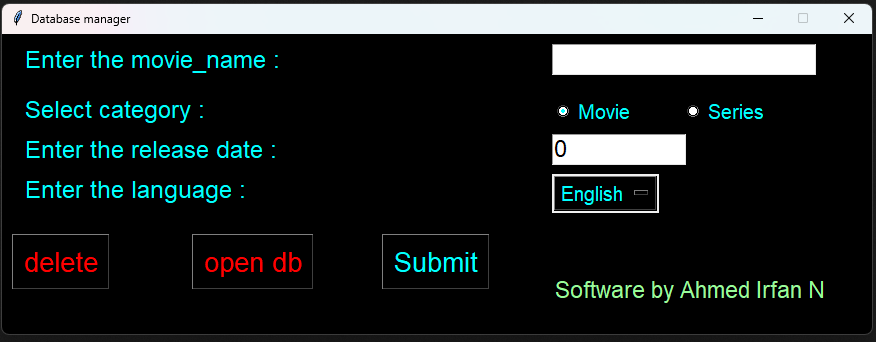 Database manager
Enter the movie_name :
Select category :
Movie
Series
Enter the release date :
0
Enter the language :
English
delete
open db
Submit
Software by Ahmed Irfan N